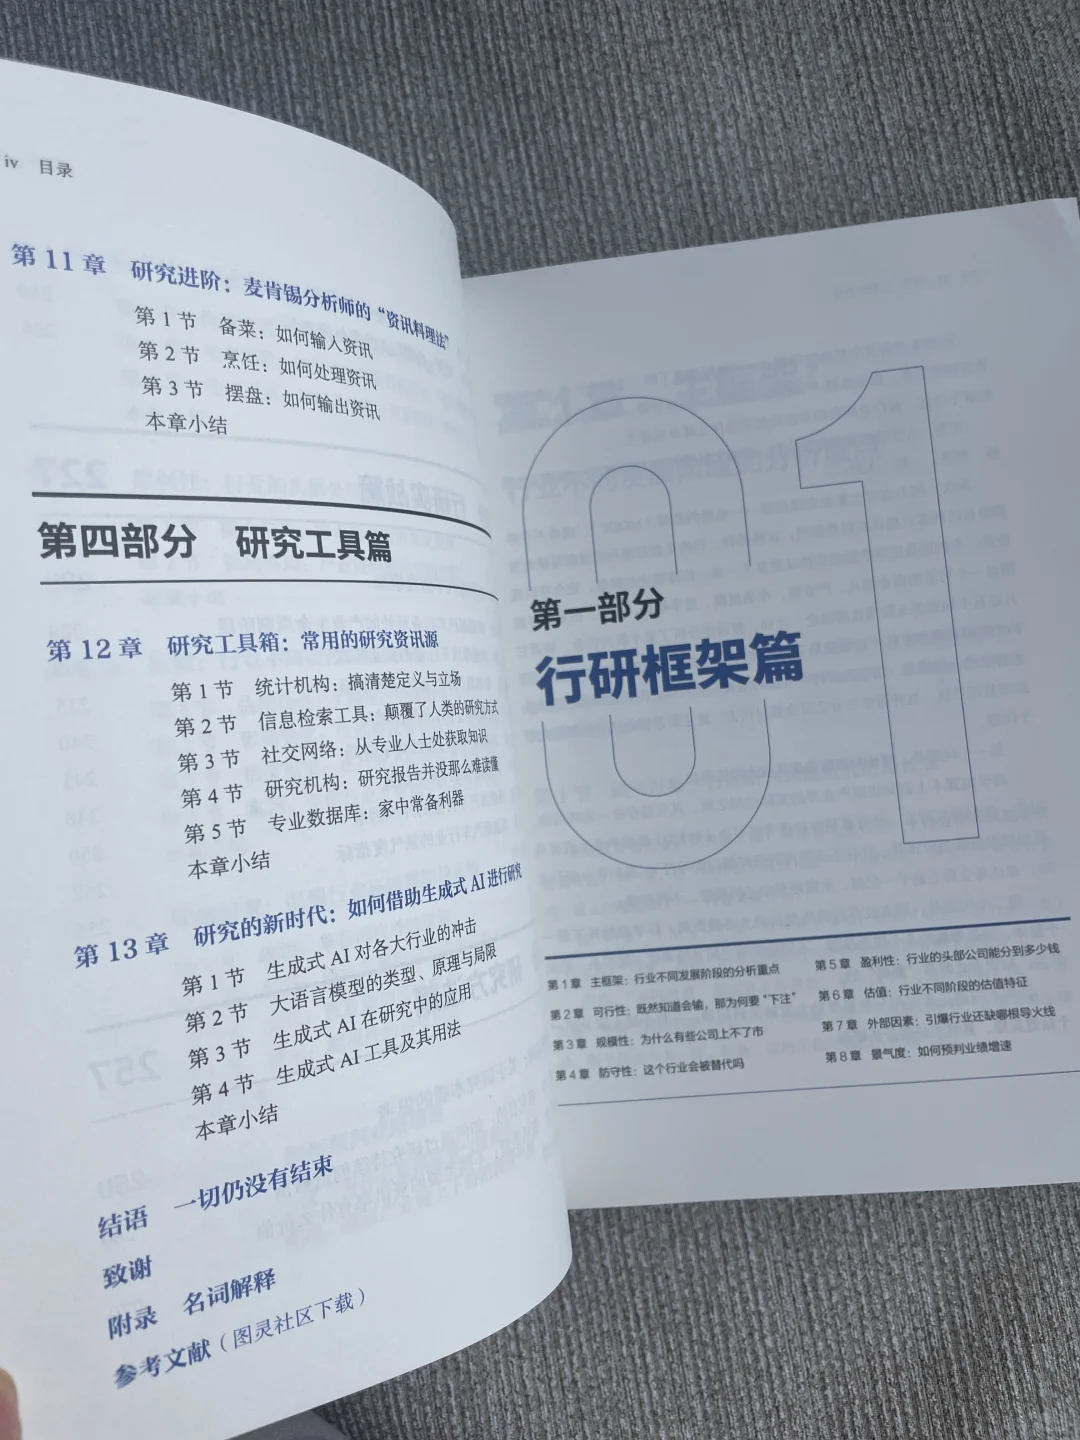 iv 目录
第 11 章 研究进阶：麦肯锡分析师的“资讯料理法”
第 1 节 备菜：如何输入资讯
第 2 节 烹饪：如何处理资讯
第 3 节 摆盘：如何输出资讯
本章小结
第四部分 研究工具篇
第 12 章 研究工具箱：常用的研究资讯源
第 1 节 统计机构：搞清楚定义与立场
第 2 节 信息检索工具：颠覆了人类的研究方式
第 3 节 社交网络：从专业人士处获取知识
第 4 节 研究机构：研究报告并没那么难读懂
第 5 节 专业数据库：家中常备利器
本章小结
第 13 章 研究的新时代：如何借助生成式 AI 进行研究
第 1 节 生成式 AI 对各大行业的冲击
第 2 节 大语言模型的类型、原理与局限
第 3 节 生成式 AI 在研究中的应用
第 4 节 生成式 AI 工具及其用法
本章小结
结语 一切仍没有结束
致谢
附录 名词解释
参考文献（图灵社区下载）
01
第一部分
行研框架篇
第 1 章 主框架：行业不同发展阶段的分析重点
第 2 章 可行性：既然知道会输，那为何要“下注”
第 3 章 规模性：为什么有些公司上不了市
第 4 章 防守性：这个行业会被替代吗
第 5 章 盈利性：行业的头部公司能分到多少钱
第 6 章 估值：行业不同阶段的估值特征
第 7 章 外部因素：引爆行业还缺哪根导火线
第 8 章 景气度：如何预判业绩增速